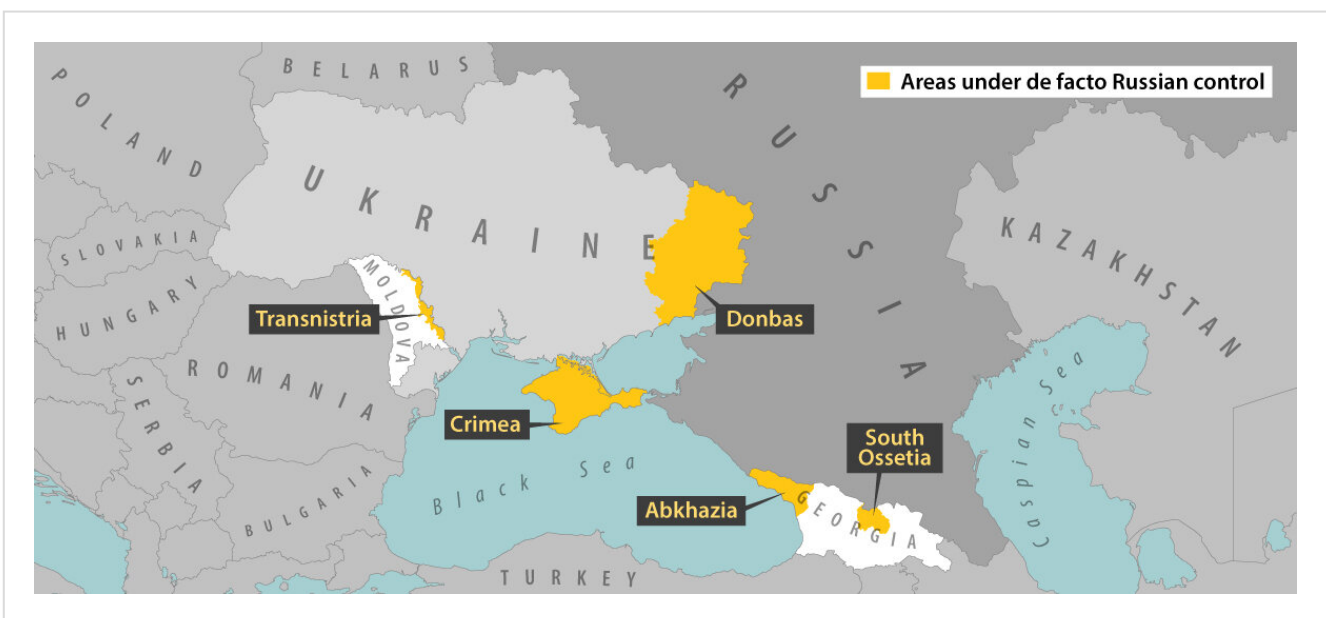 BELARUS
POLAND
RUSSIA
Areas under de facto Russian control
UKRAINE
KAZAKHSTAN
SLOVAKIA
HUNGARY
MOLDOVA
Transnistria
Donbas
ROMANIA
SERBIA
Crimea
Caspian Sea
South
Ossetia
Black Sea
BULGARIA
Abkhazia
GEORGIA
TURKEY